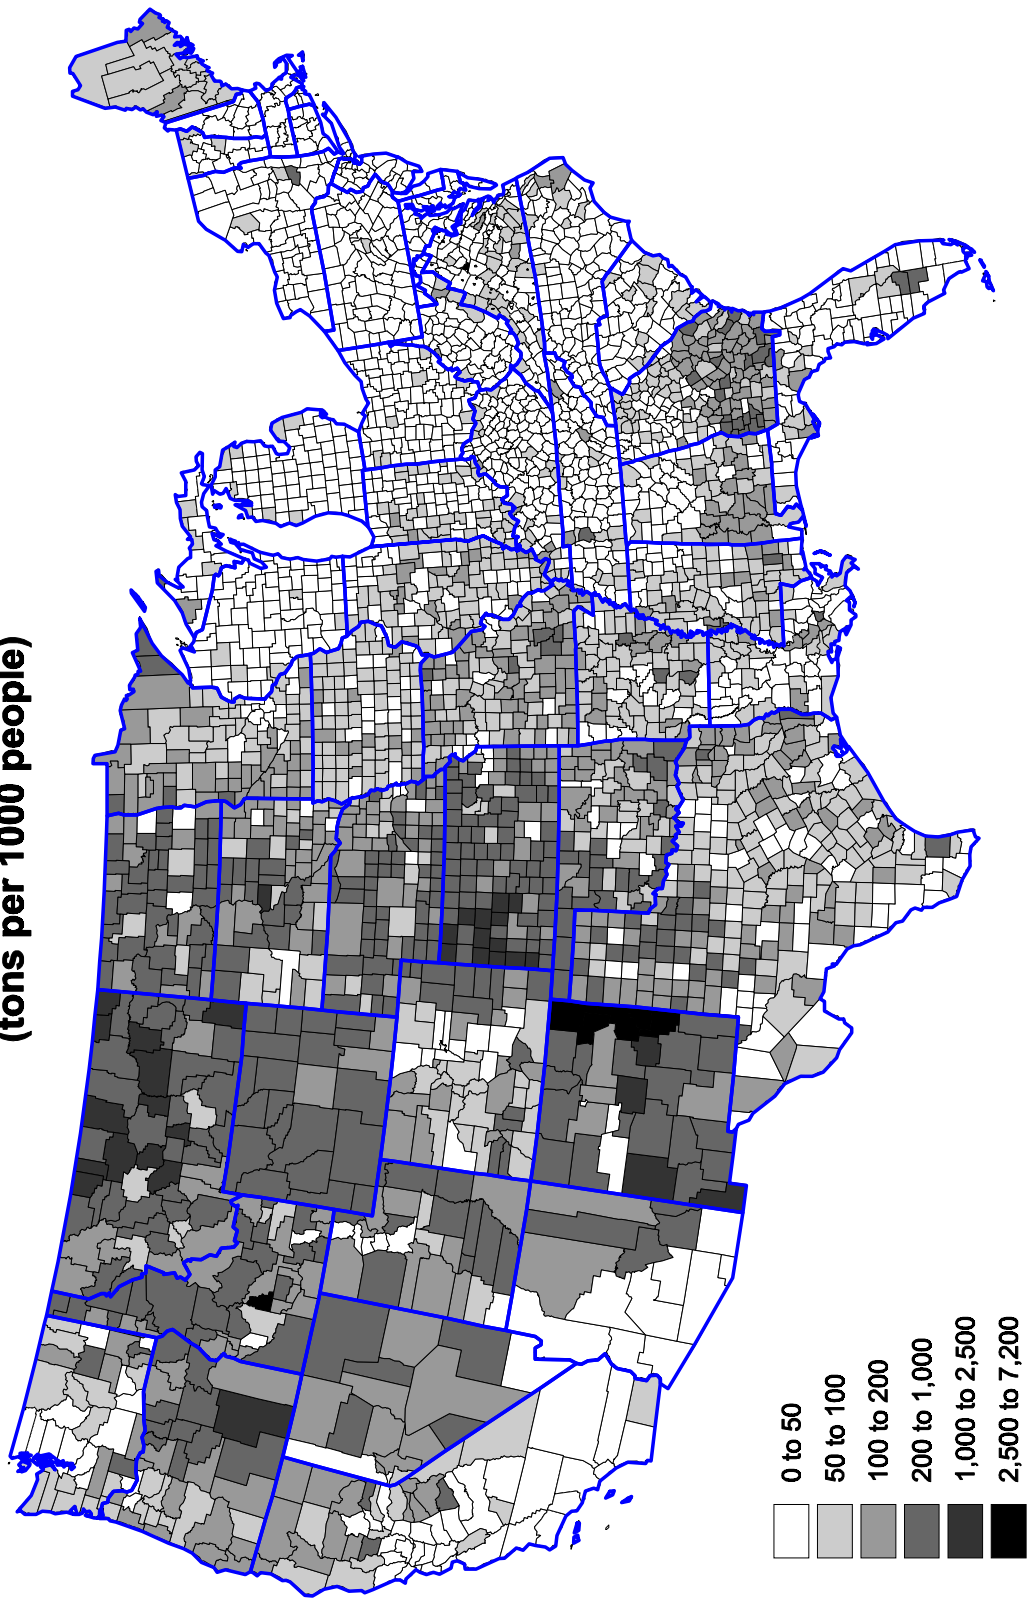 (tons per 1000 people)
0 to 50
50 to 100
100 to 200
200 to 1,000
1,000 to 2,500
2,500 to 7,200